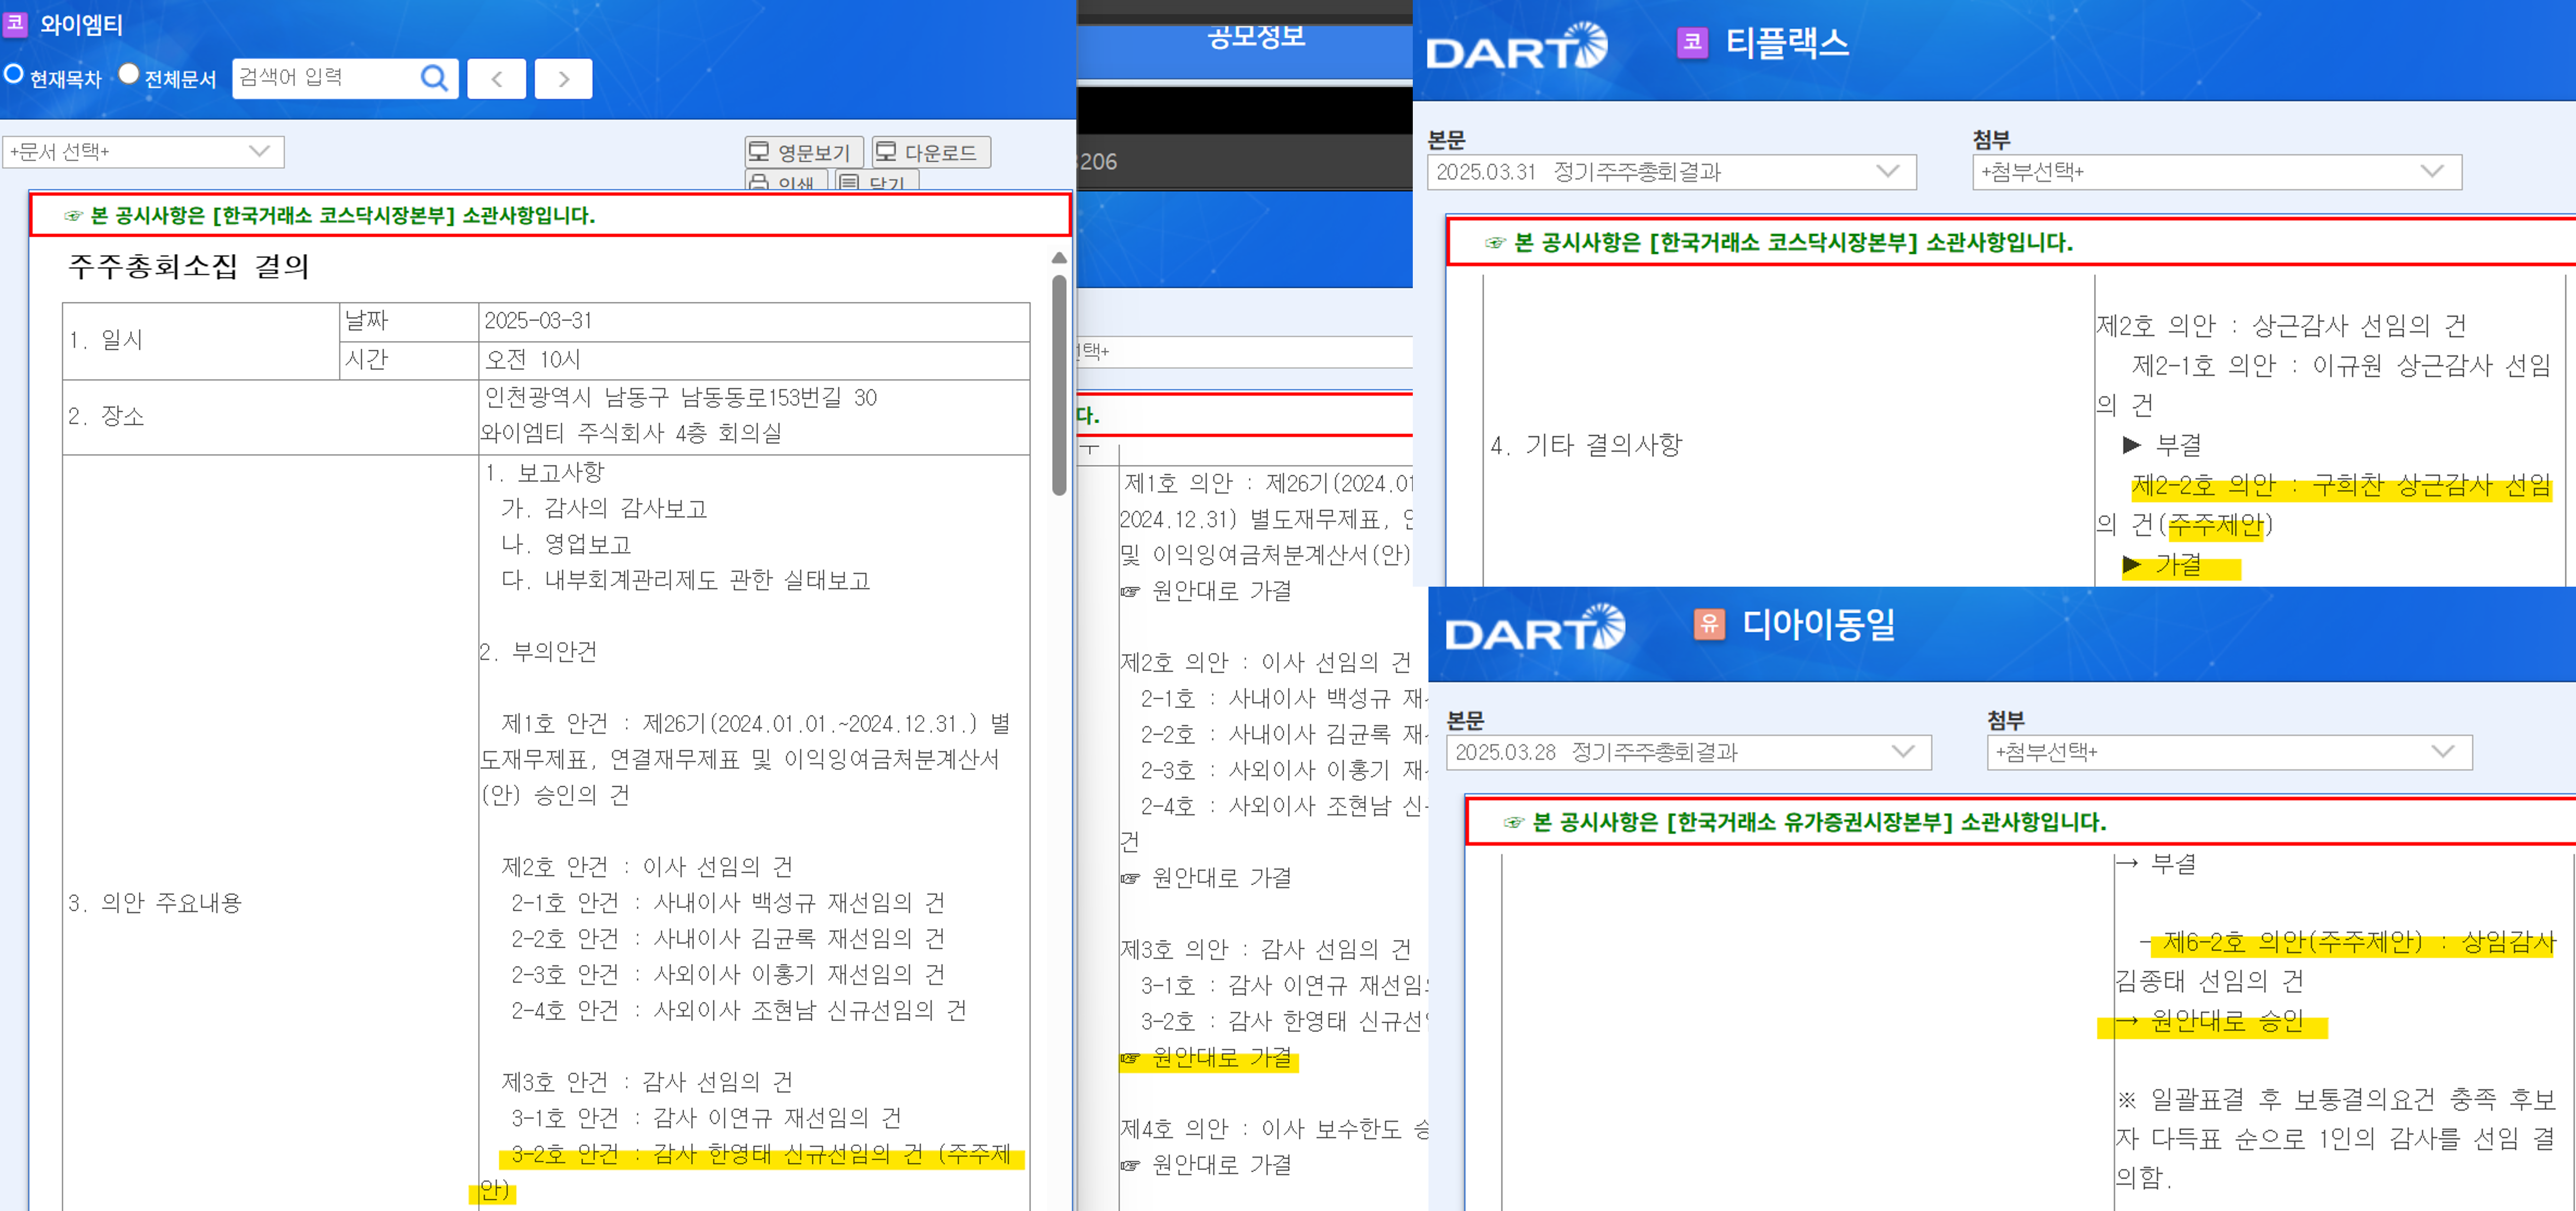 코 와이엠티
현재목차 전체문서 검색어 입력 < >
+문서 선택+
영문보기 다운로드
인쇄 닫기
☞ 본 공시사항은 [한국거래소 코스닥시장본부] 소관사항입니다.
주주총회소집 결의
1. 일시
날짜
2025-03-31
시간
오전 10시
2. 장소
인천광역시 남동구 남동동로153번길 30
와이엠티 주식회사 4층 회의실
3. 의안 주요내용
1. 보고사항
가. 감사의 감사보고
나. 영업보고
다. 내부회계관리제도 관한 실태보고
2. 부의안건
제1호 안건 : 제26기(2024.01.01.~2024.12.31.) 별
도재무제표, 연결재무제표 및 이익잉여금처분계산서
(안) 승인의 건
제2호 안건 : 이사 선임의 건
2-1호 안건 : 사내이사 백성규 재선임의 건
2-2호 안건 : 사내이사 김균록 재선임의 건
2-3호 안건 : 사외이사 이홍기 재선임의 건
2-4호 안건 : 사외이사 조현남 신규선임의 건
제3호 안건 : 감사 선임의 건
3-1호 안건 : 감사 이연규 재선임의 건
3-2호 안건 : 감사 한영태 신규선임의 건 (주주제
안)
공모정보
206
택+
다.
제1호 의안 : 제26기(2024.01
2024.12.31) 별도재무제표,
및 이익잉여금처분계산서(안)
☞ 원안대로 가결
제2호 의안 : 이사 선임의 건
2-1호 : 사내이사 백성규 재
2-2호 : 사내이사 김균록 재
2-3호 : 사외이사 이홍기 재
2-4호 : 사외이사 조현남 신
건
☞ 원안대로 가결
제3호 의안 : 감사 선임의 건
3-1호 : 감사 이연규 재선임
3-2호 : 감사 한영태 신규선
☞ 원안대로 가결
제4호 의안 : 이사 보수한도 승
☞ 원안대로 가결
DART 코 티플랙스
본문
2025.03.31 정기주주총회결과
첨부
+첨부선택+
☞ 본 공시사항은 [한국거래소 코스닥시장본부] 소관사항입니다.
4. 기타 결의사항
제2호 의안 : 상근감사 선임의 건
제2-1호 의안 : 이규원 상근감사 선임
의 건
▶ 부결
제2-2호 의안 : 구희찬 상근감사 선임
의 건(주주제안)
▶ 가결
DART 유 디아이동일
본문
2025.03.28 정기주주총회결과
첨부
+첨부선택+
☞ 본 공시사항은 [한국거래소 유가증권시장본부] 소관사항입니다.
→ 부결
- 제6-2호 의안(주주제안) : 상임감사
김종태 선임의 건
→ 원안대로 승인
※ 일괄표결 후 보통결의요건 충족 후보
자 다득표 순으로 1인의 감사를 선임 결
의함.